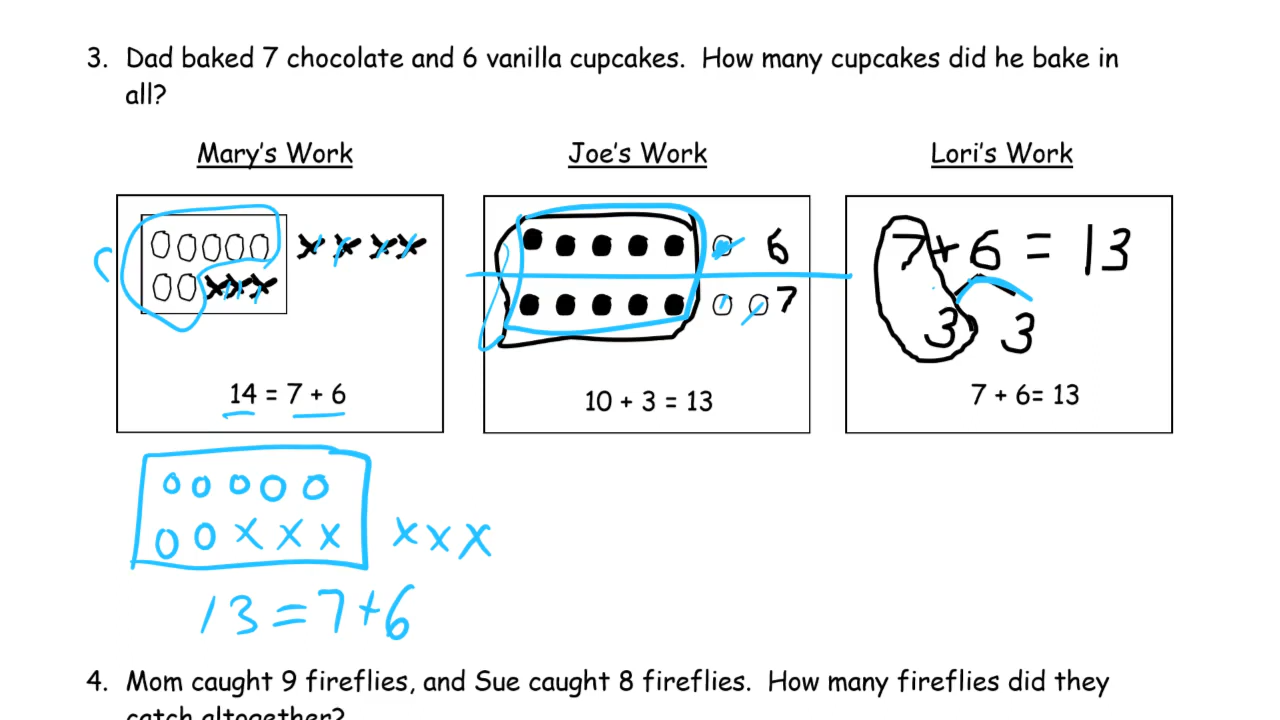 3. Dad baked 7 chocolate and 6 vanilla cupcakes. How many cupcakes did he bake in
all?
Mary's Work
Joe's Work
Lori's Work
6
7
7+6 = 13
3 3
14 = 7 + 6
10 + 3 = 13
7 + 6= 13
X X X X X X
13 = 7+6
4. Mom caught 9 fireflies, and Sue caught 8 fireflies. How many fireflies did they
catch altogether?